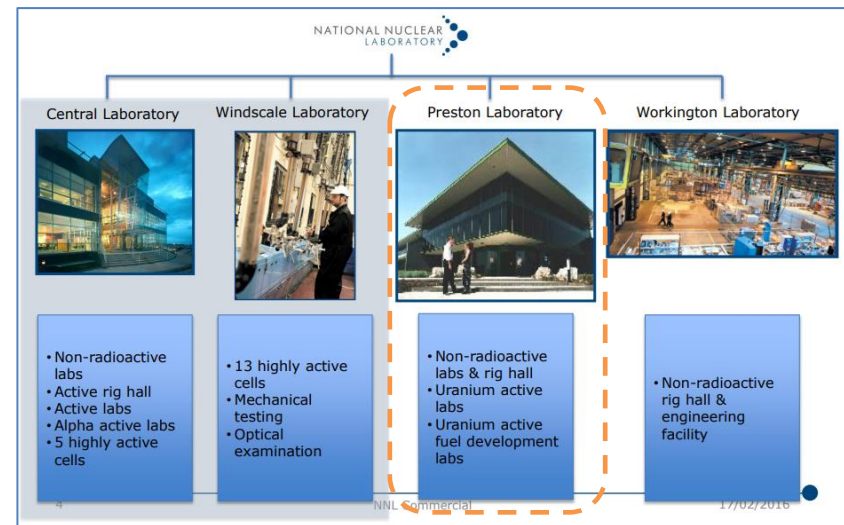 NATIONAL NUCLEAR
LABORATORY
Central Laboratory
Windscale Laboratory
Preston Laboratory
Workington Laboratory
• Non-radioactive
labs
• Active rig hall
• Active labs
• Alpha active labs
• 5 highly active
cells
• 13 highly active
cells
• Mechanical
testing
• Optical
examination
• Non-radioactive
labs & rig hall
• Uranium active
labs
• Uranium active
fuel development
labs
• Non-radioactive
rig hall &
engineering
facility
4
NNL Commercial
17/02/2016